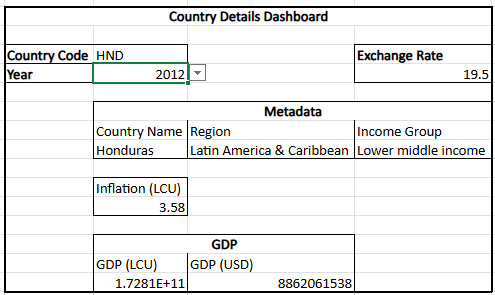 Country Details Dashboard
Country Code HND Exchange Rate
Year 2012 19.5
Metadata
Country Name Region Income Group
Honduras Latin America & Caribbean Lower middle income
Inflation (LCU)
3.58
GDP
GDP (LCU) GDP (USD)
1.7281E+11 8862061538